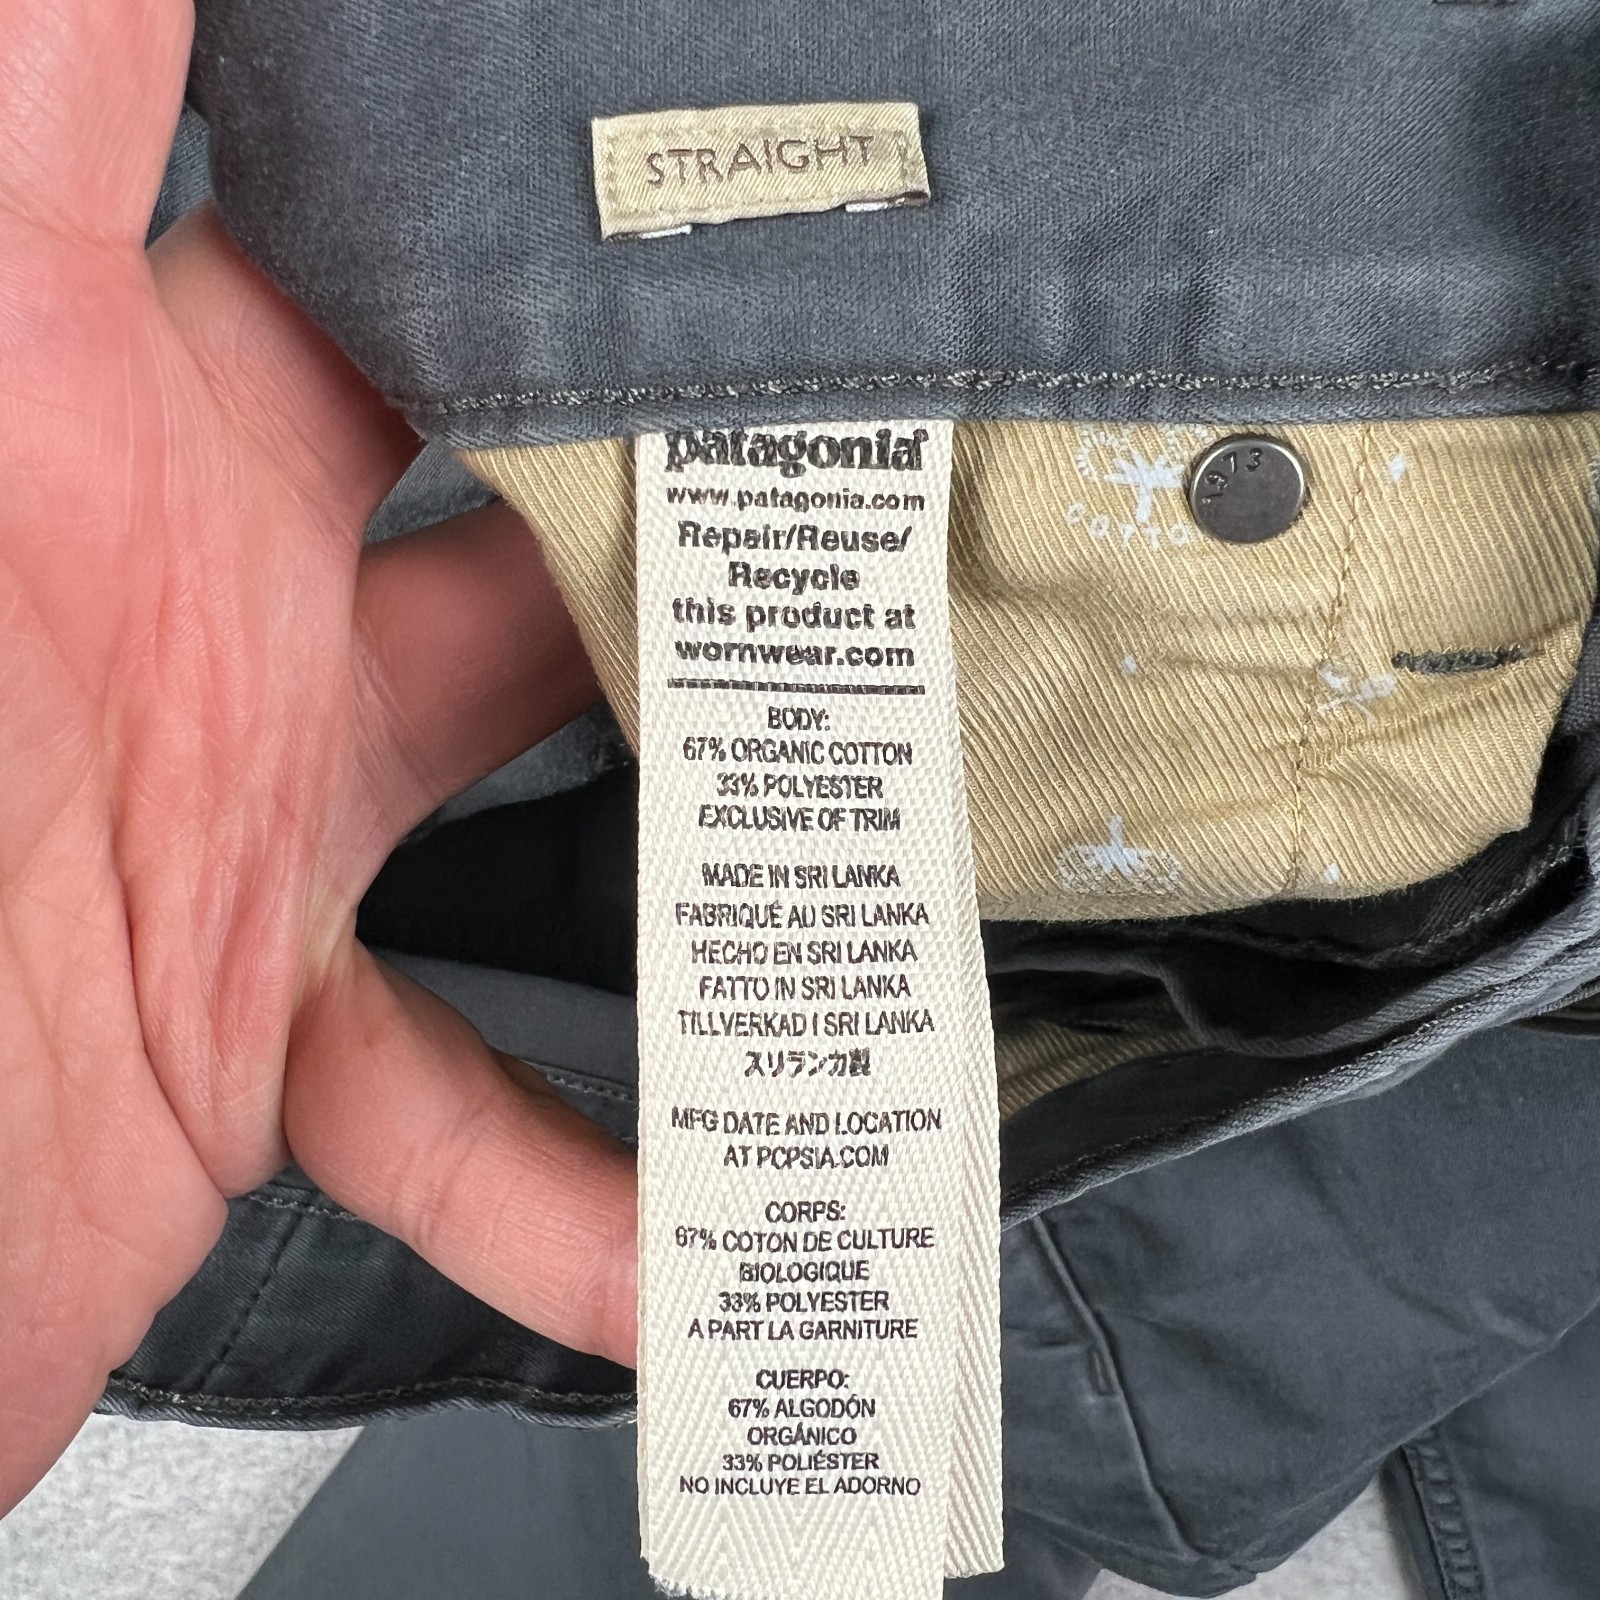 STRAIGHT
patagonia
www.patagonia.com
Repair/Reuse/
Recycle
this product at
wornwear.com
BODY:
67% ORGANIC COTTON
33% POLYESTER
EXCLUSIVE OF TRIM
MADE IN SRI LANKA
FABRIQUÉ AU SRI LANKA
HECHO EN SRI LANKA
FATTO IN SRI LANKA
TILLVERKAD I SRI LANKA
スリランカ製
MFG DATE AND LOCATION
AT PCPSIA.COM
CORPS:
67% COTON DE CULTURE
BIOLOGIQUE
33% POLYESTER
A PART LA GARNITURE
CUERPO:
67% ALGODÓN
ORGÁNICO
33% POLIÉSTER
NO INCLUYE EL ADORNO
1973